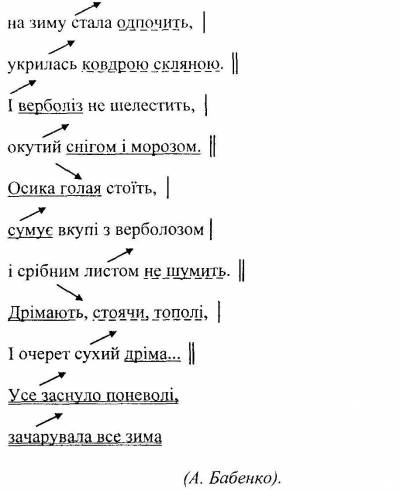 на зиму стала одпочить, |
укрилась ковдрою скляною. ||
І верболіз не шелестить, |
окутий снігом і морозом. ||
Осика голая стоїть, |
сумує вкупі з верболозом |
і срібним листом не шумить. ||
Дрімають, стоячи, тополі, |
І очерет сухий дріма... ||
Усе заснуло поневолі,
зачарувала все зима
(А. Бабенко).